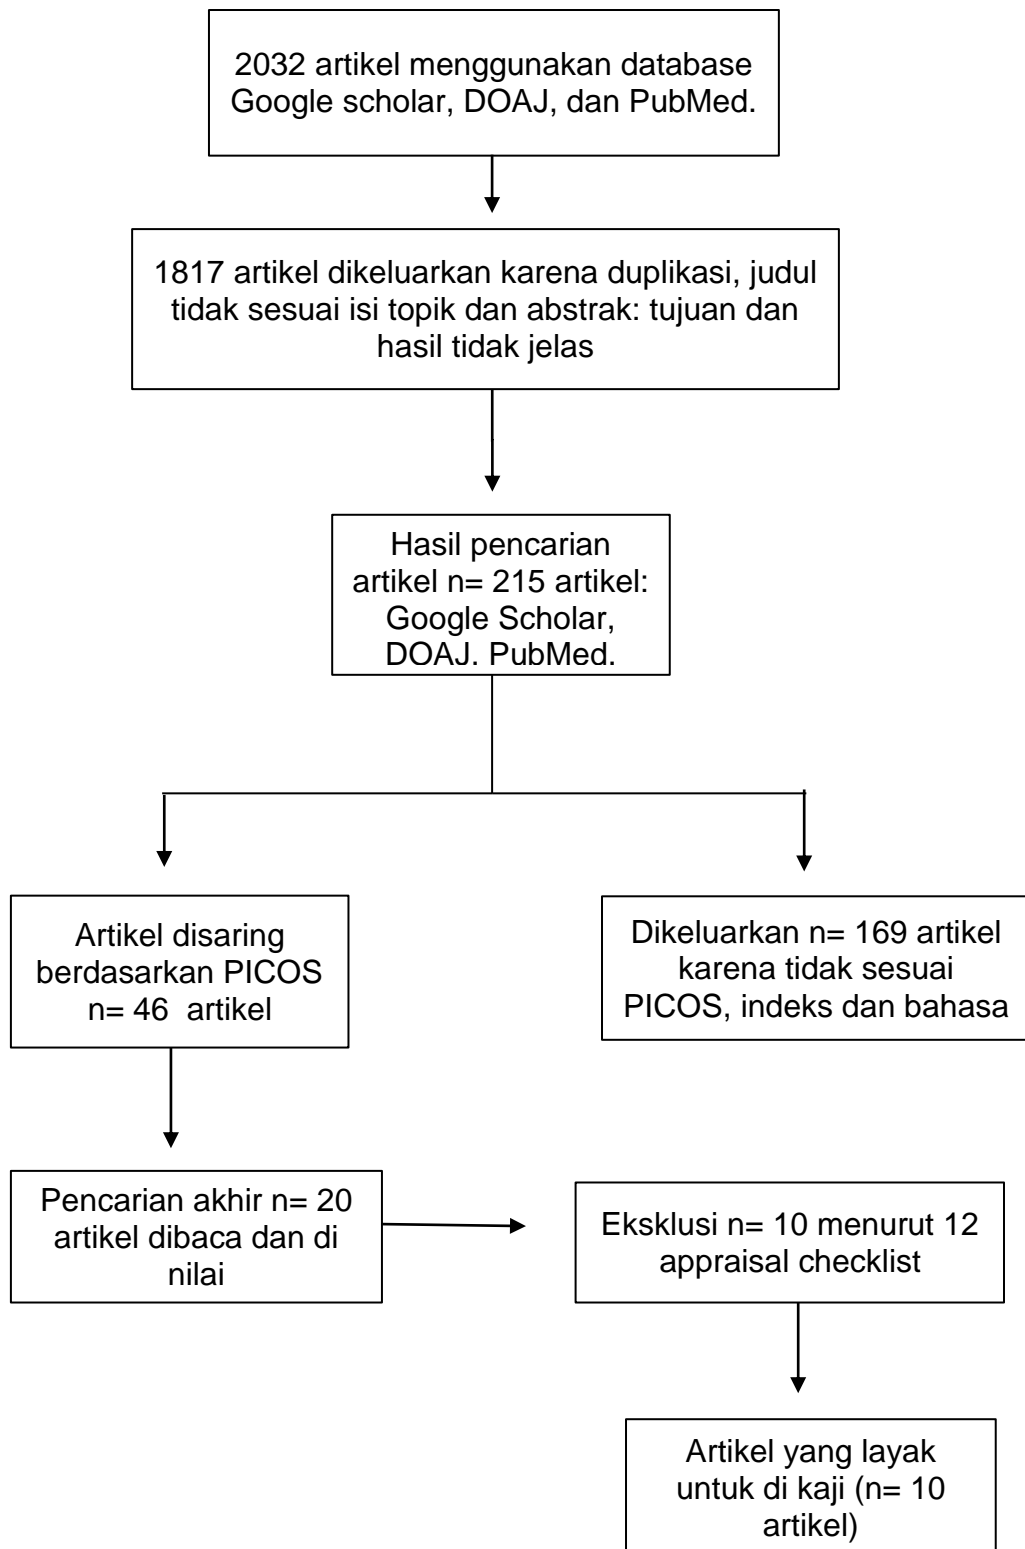 2032 artikel menggunakan database
Google scholar, DOAJ, dan PubMed.
1817 artikel dikeluarkan karena duplikasi, judul
tidak sesuai isi topik dan abstrak: tujuan dan
hasil tidak jelas
Hasil pencarian
artikel n= 215 artikel:
Google Scholar,
DOAJ. PubMed.
Artikel disaring
berdasarkan PICOS
n= 46 artikel
Dikeluarkan n= 169 artikel
karena tidak sesuai
PICOS, indeks dan bahasa
Pencarian akhir n= 20
artikel dibaca dan di
nilai
Eksklusi n= 10 menurut 12
appraisal checklist
Artikel yang layak
untuk di kaji (n= 10
artikel)